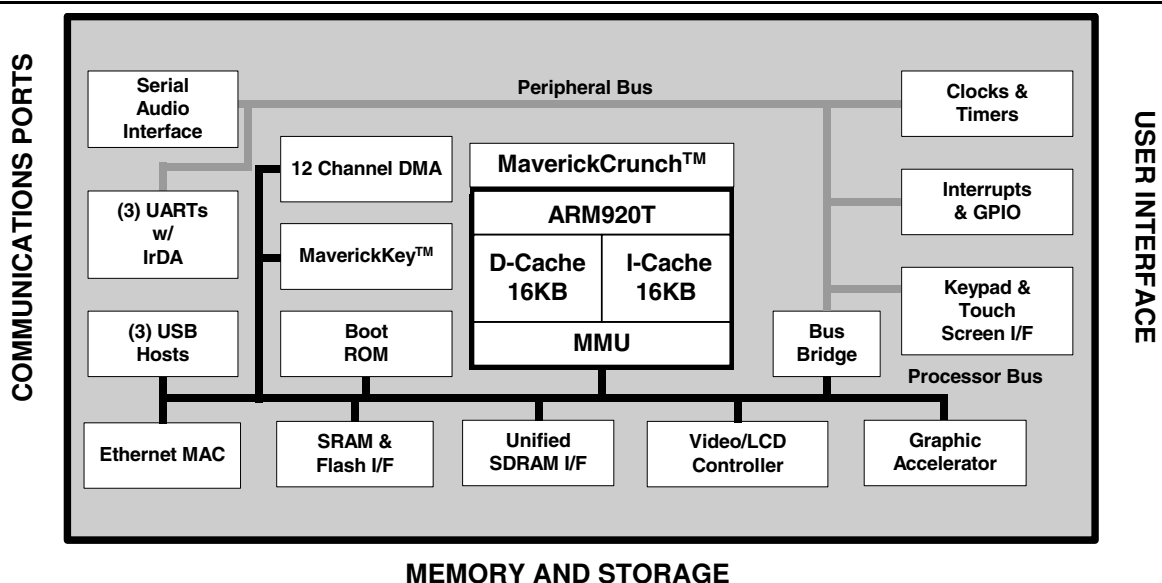 COMMUNICATIONS PORTS
Serial
Audio
Interface
Peripheral Bus
Clocks &
Timers
12 Channel DMA
MaverickCrunch™
(3) UARTs
w/
IrDA
ARM920T
Interrupts
& GPIO
MaverickKey™
D-Cache
16KB
I-Cache
16KB
(3) USB
Hosts
Boot
ROM
MMU
Bus
Bridge
Keypad &
Touch
Screen I/F
Processor Bus
Ethernet MAC
SRAM &
Flash I/F
Unified
SDRAM I/F
Video/LCD
Controller
Graphic
Accelerator
USER INTERFACE
MEMORY AND STORAGE